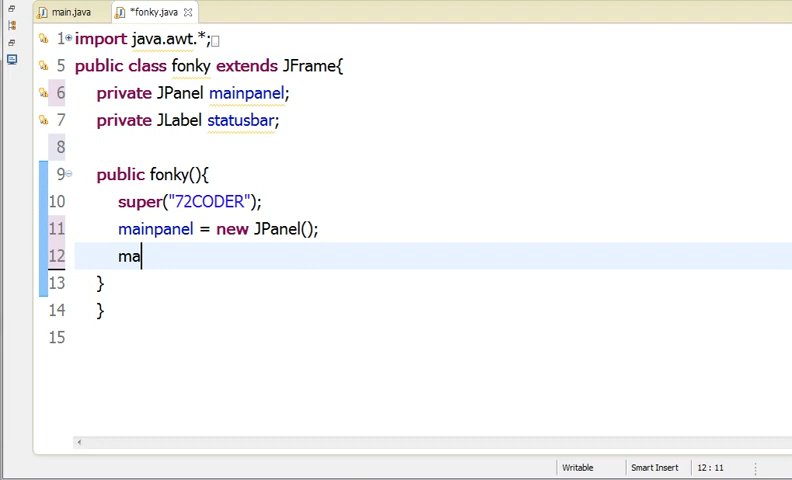 main.java *fonky.java
1 import java.awt.*;
5 public class fonky extends JFrame{
6 private JPanel mainpanel;
7 private JLabel statusbar;
8
9 public fonky(){
10 super("72CODER");
11 mainpanel = new JPanel();
12 ma
13 }
14 }
15
Writable Smart Insert 12 : 11